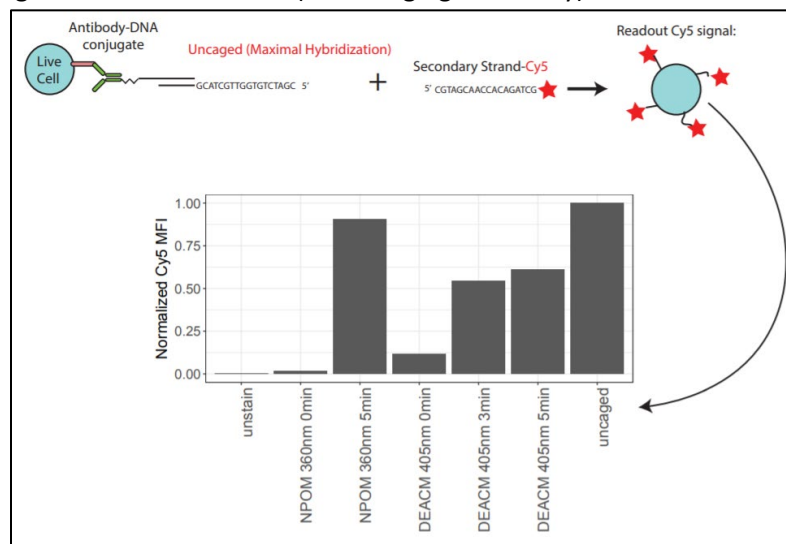 Antibody-DNA
conjugate
Live
Cell
Uncaged (Maximal Hybridization)
GCATCGTTGGTGTCTAGC 5'
+
Secondary Strand-Cy5
5' CGTAGCAACCACAGATCG
Readout Cy5 signal:
Normalized Cy5 MFI
1.00
0.75
0.50
0.25
0.00
unstain
NPOM 360nm 0min
NPOM 360nm 5min
DEACM 405nm 0min
DEACM 405nm 3min
DEACM 405nm 5min
uncaged